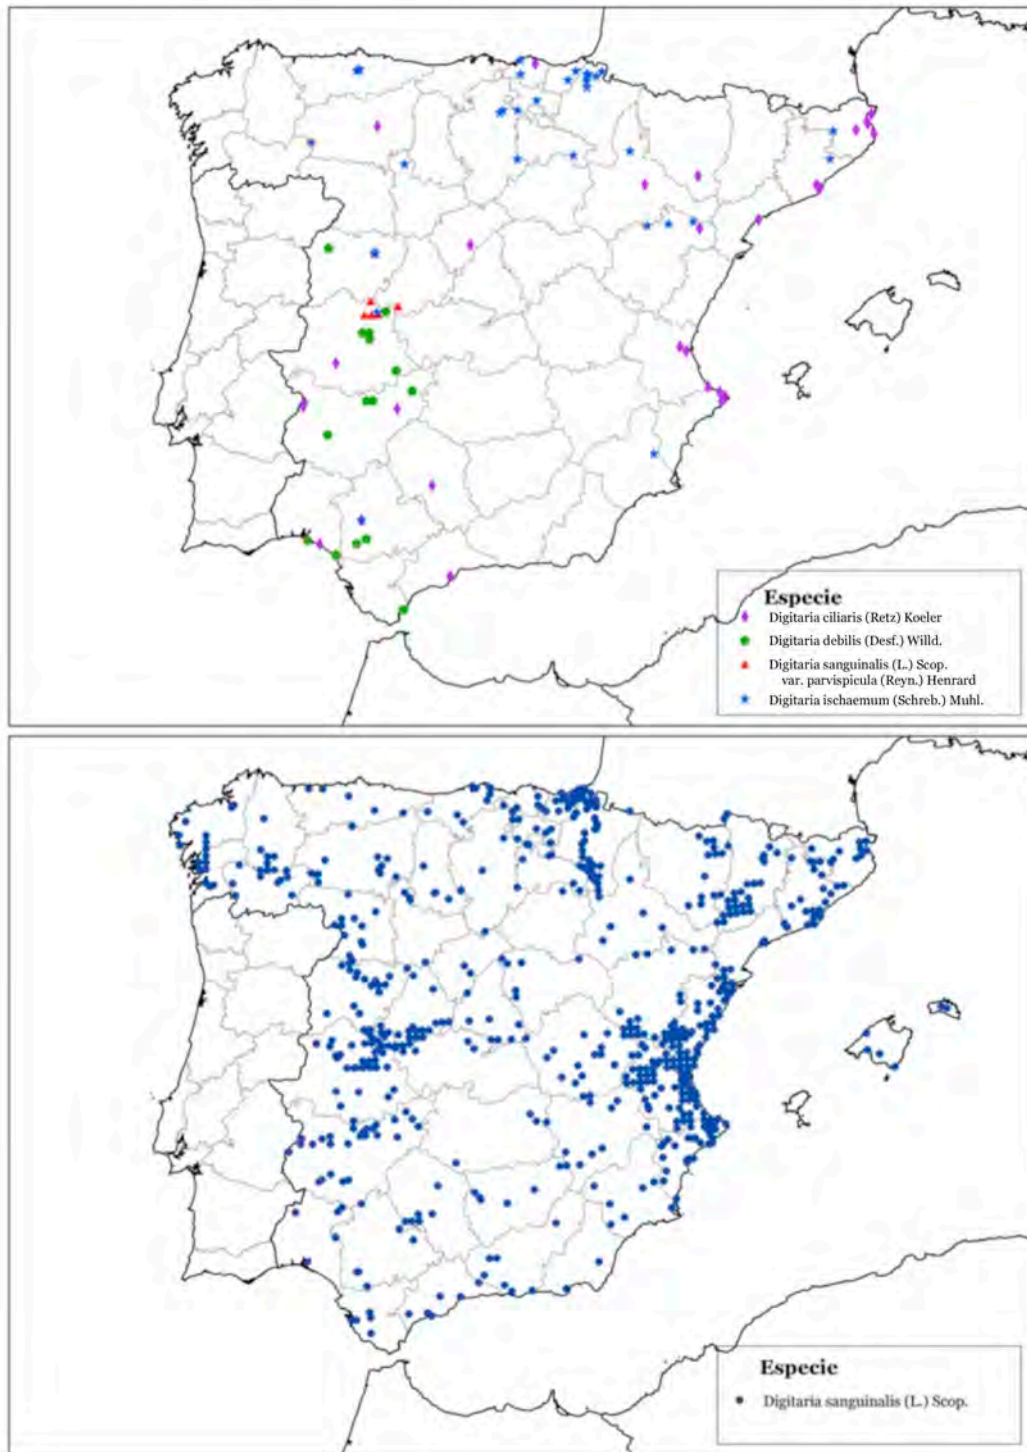 Especie
Digitaria ciliaris (Retz) Koeler
Digitaria debilis (Desf.) Willd.
Digitaria sanguinalis (L.) Scop.
var. parvispicula (Reyn.) Henrard
Digitaria ischaemum (Schreb.) Muhl.
Especie
Digitaria sanguinalis (L.) Scop.